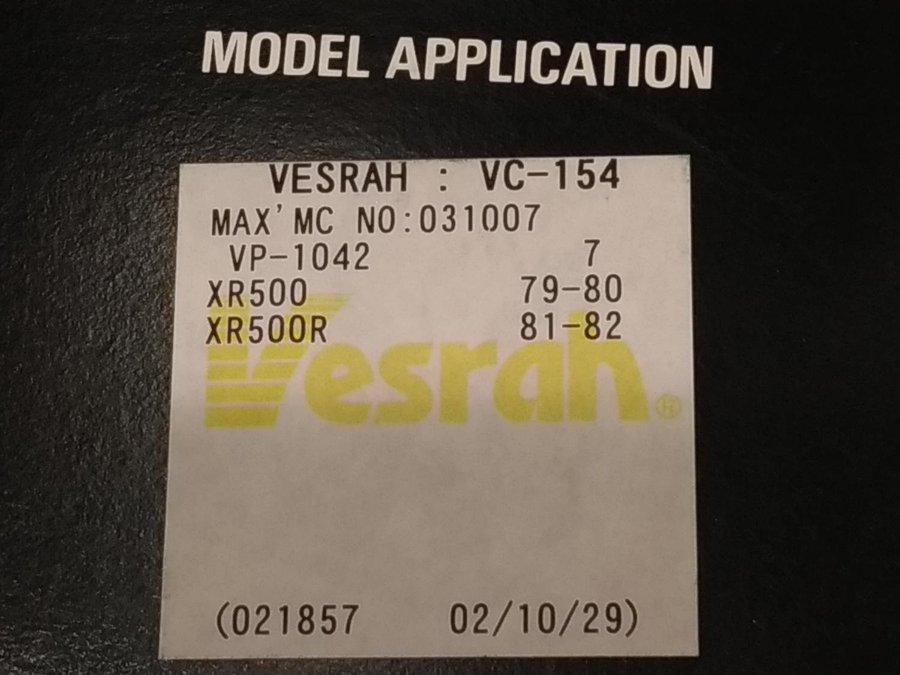 MODEL APPLICATION
VESRAH : VC-154
MAX'MC NO:031007
VP-1042 7
XR500 79-80
XR500R 81-82
Vesrah®
(021857 02/10/29)